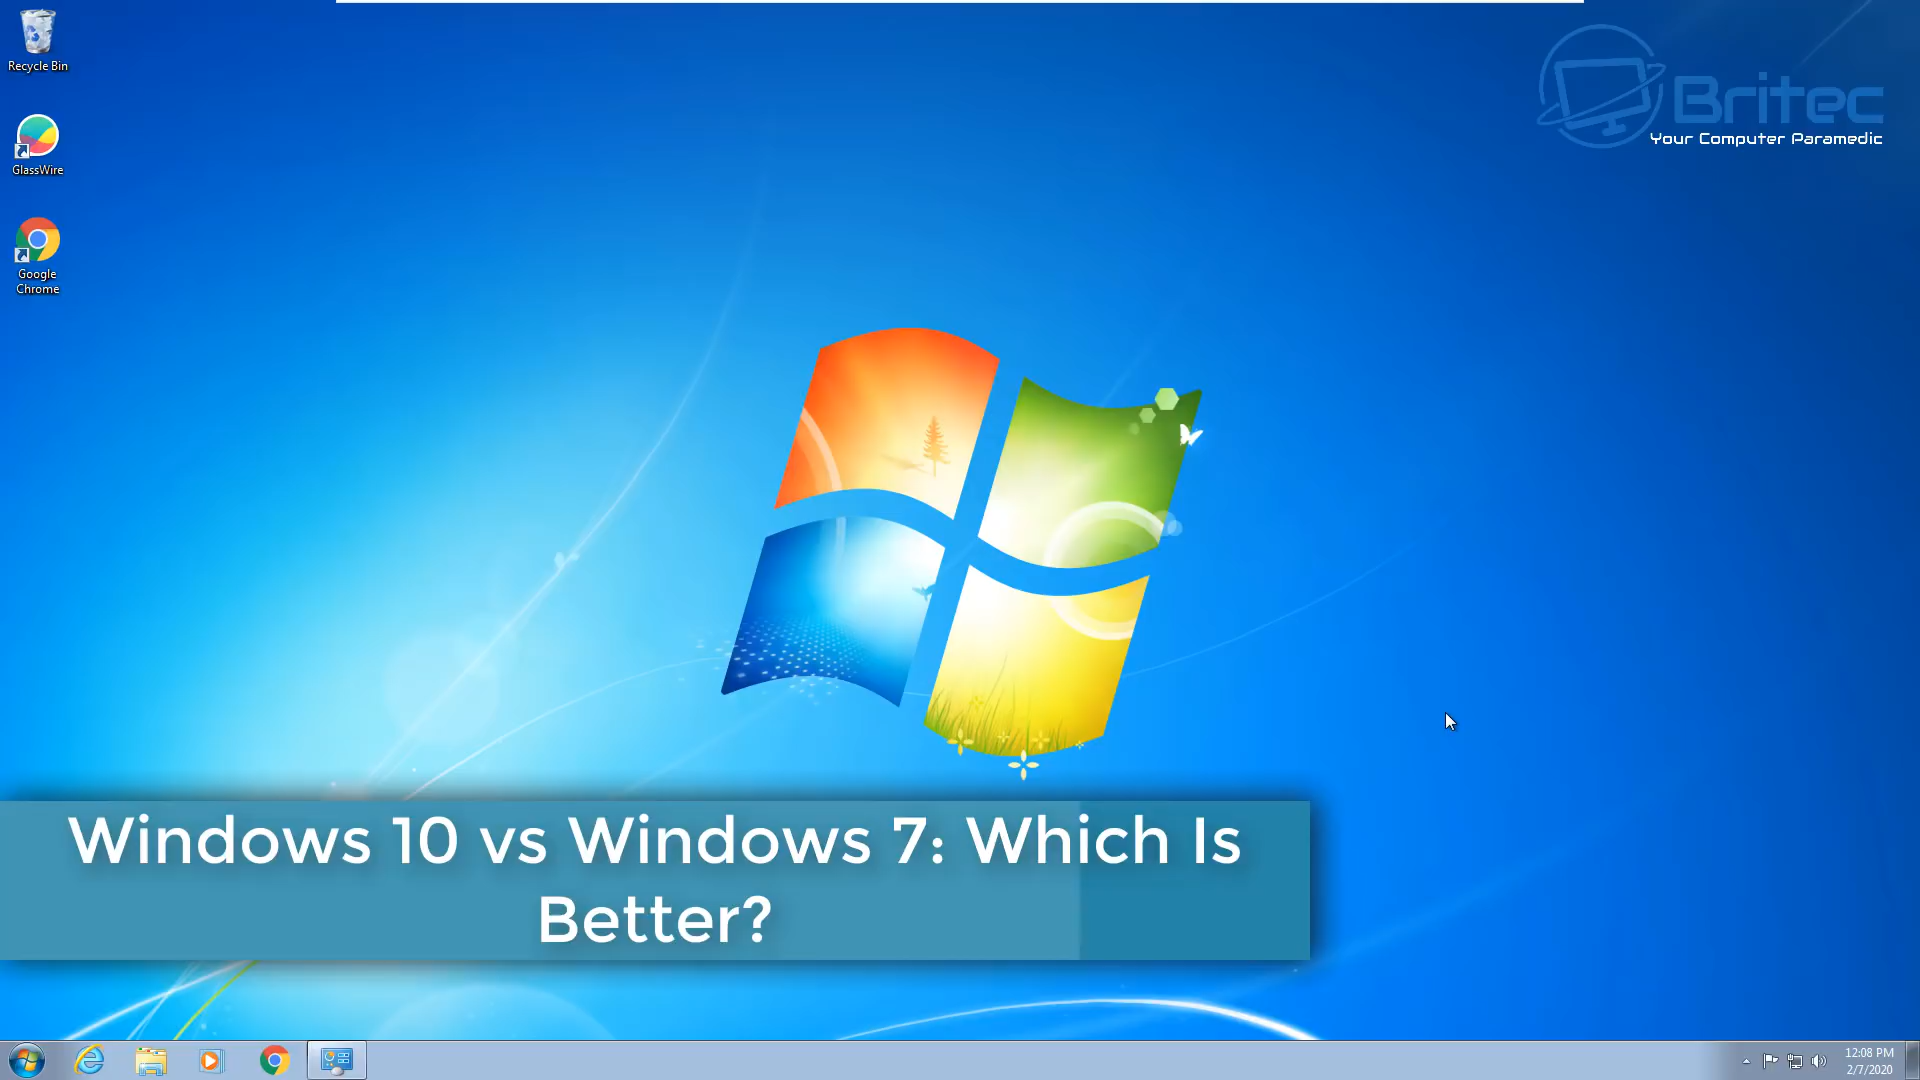 Recycle Bin
GlassWire
Google
Chrome
Britec
Your Computer Paramedic
Windows 10 vs Windows 7: Which Is
Better?
12:08 PM
2/7/2020